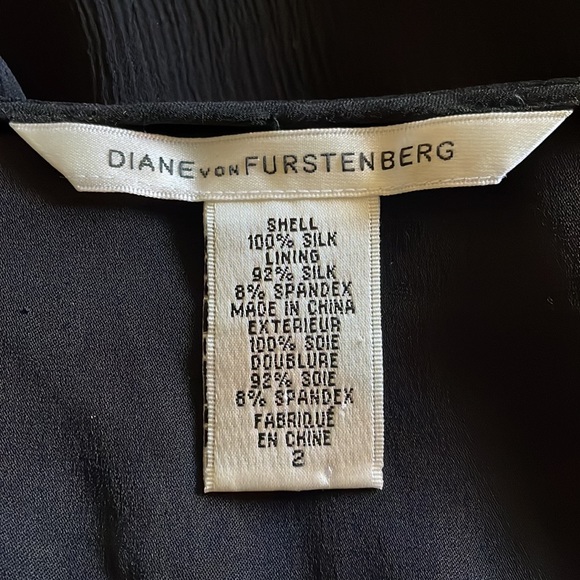 DIANE VON FURSTENBERG
SHELL
100% SILK
LINING
92% SILK
8% SPANDEX
MADE IN CHINA
EXTERIEUR
100% SOIE
DOUBLURE
92% SOIE
8% SPANDEX
FABRIQUÉ
EN CHINE
2